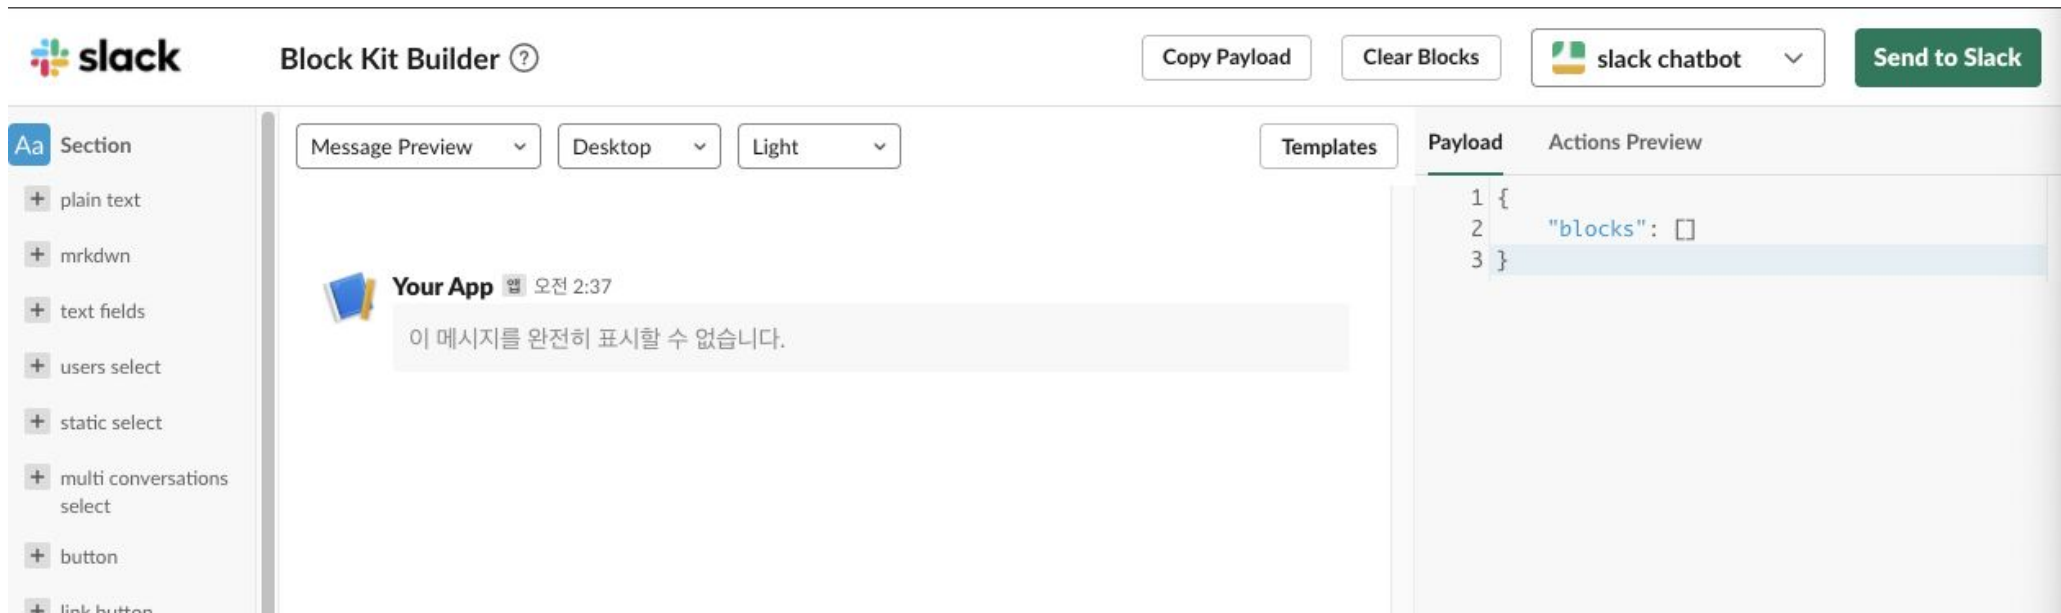 slack
Block Kit Builder ?
Copy Payload
Clear Blocks
slack chatbot
Send to Slack
Aa Section
+ plain text
+ mrkdwn
+ text fields
+ users select
+ static select
+ multi conversations
select
+ button
+ link button
Message Preview
Desktop
Light
Templates
Your App 앱 오전 2:37
이 메시지를 완전히 표시할 수 없습니다.
Payload
Actions Preview
1 {
2 "blocks": []
3 }